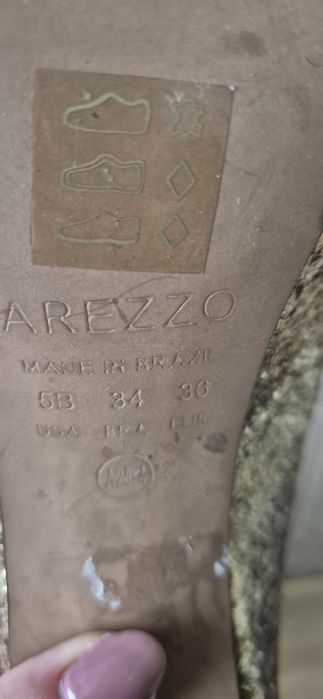 AREZZO
MADE IN BRAZIL
5B 34 36
USA BRA EUR